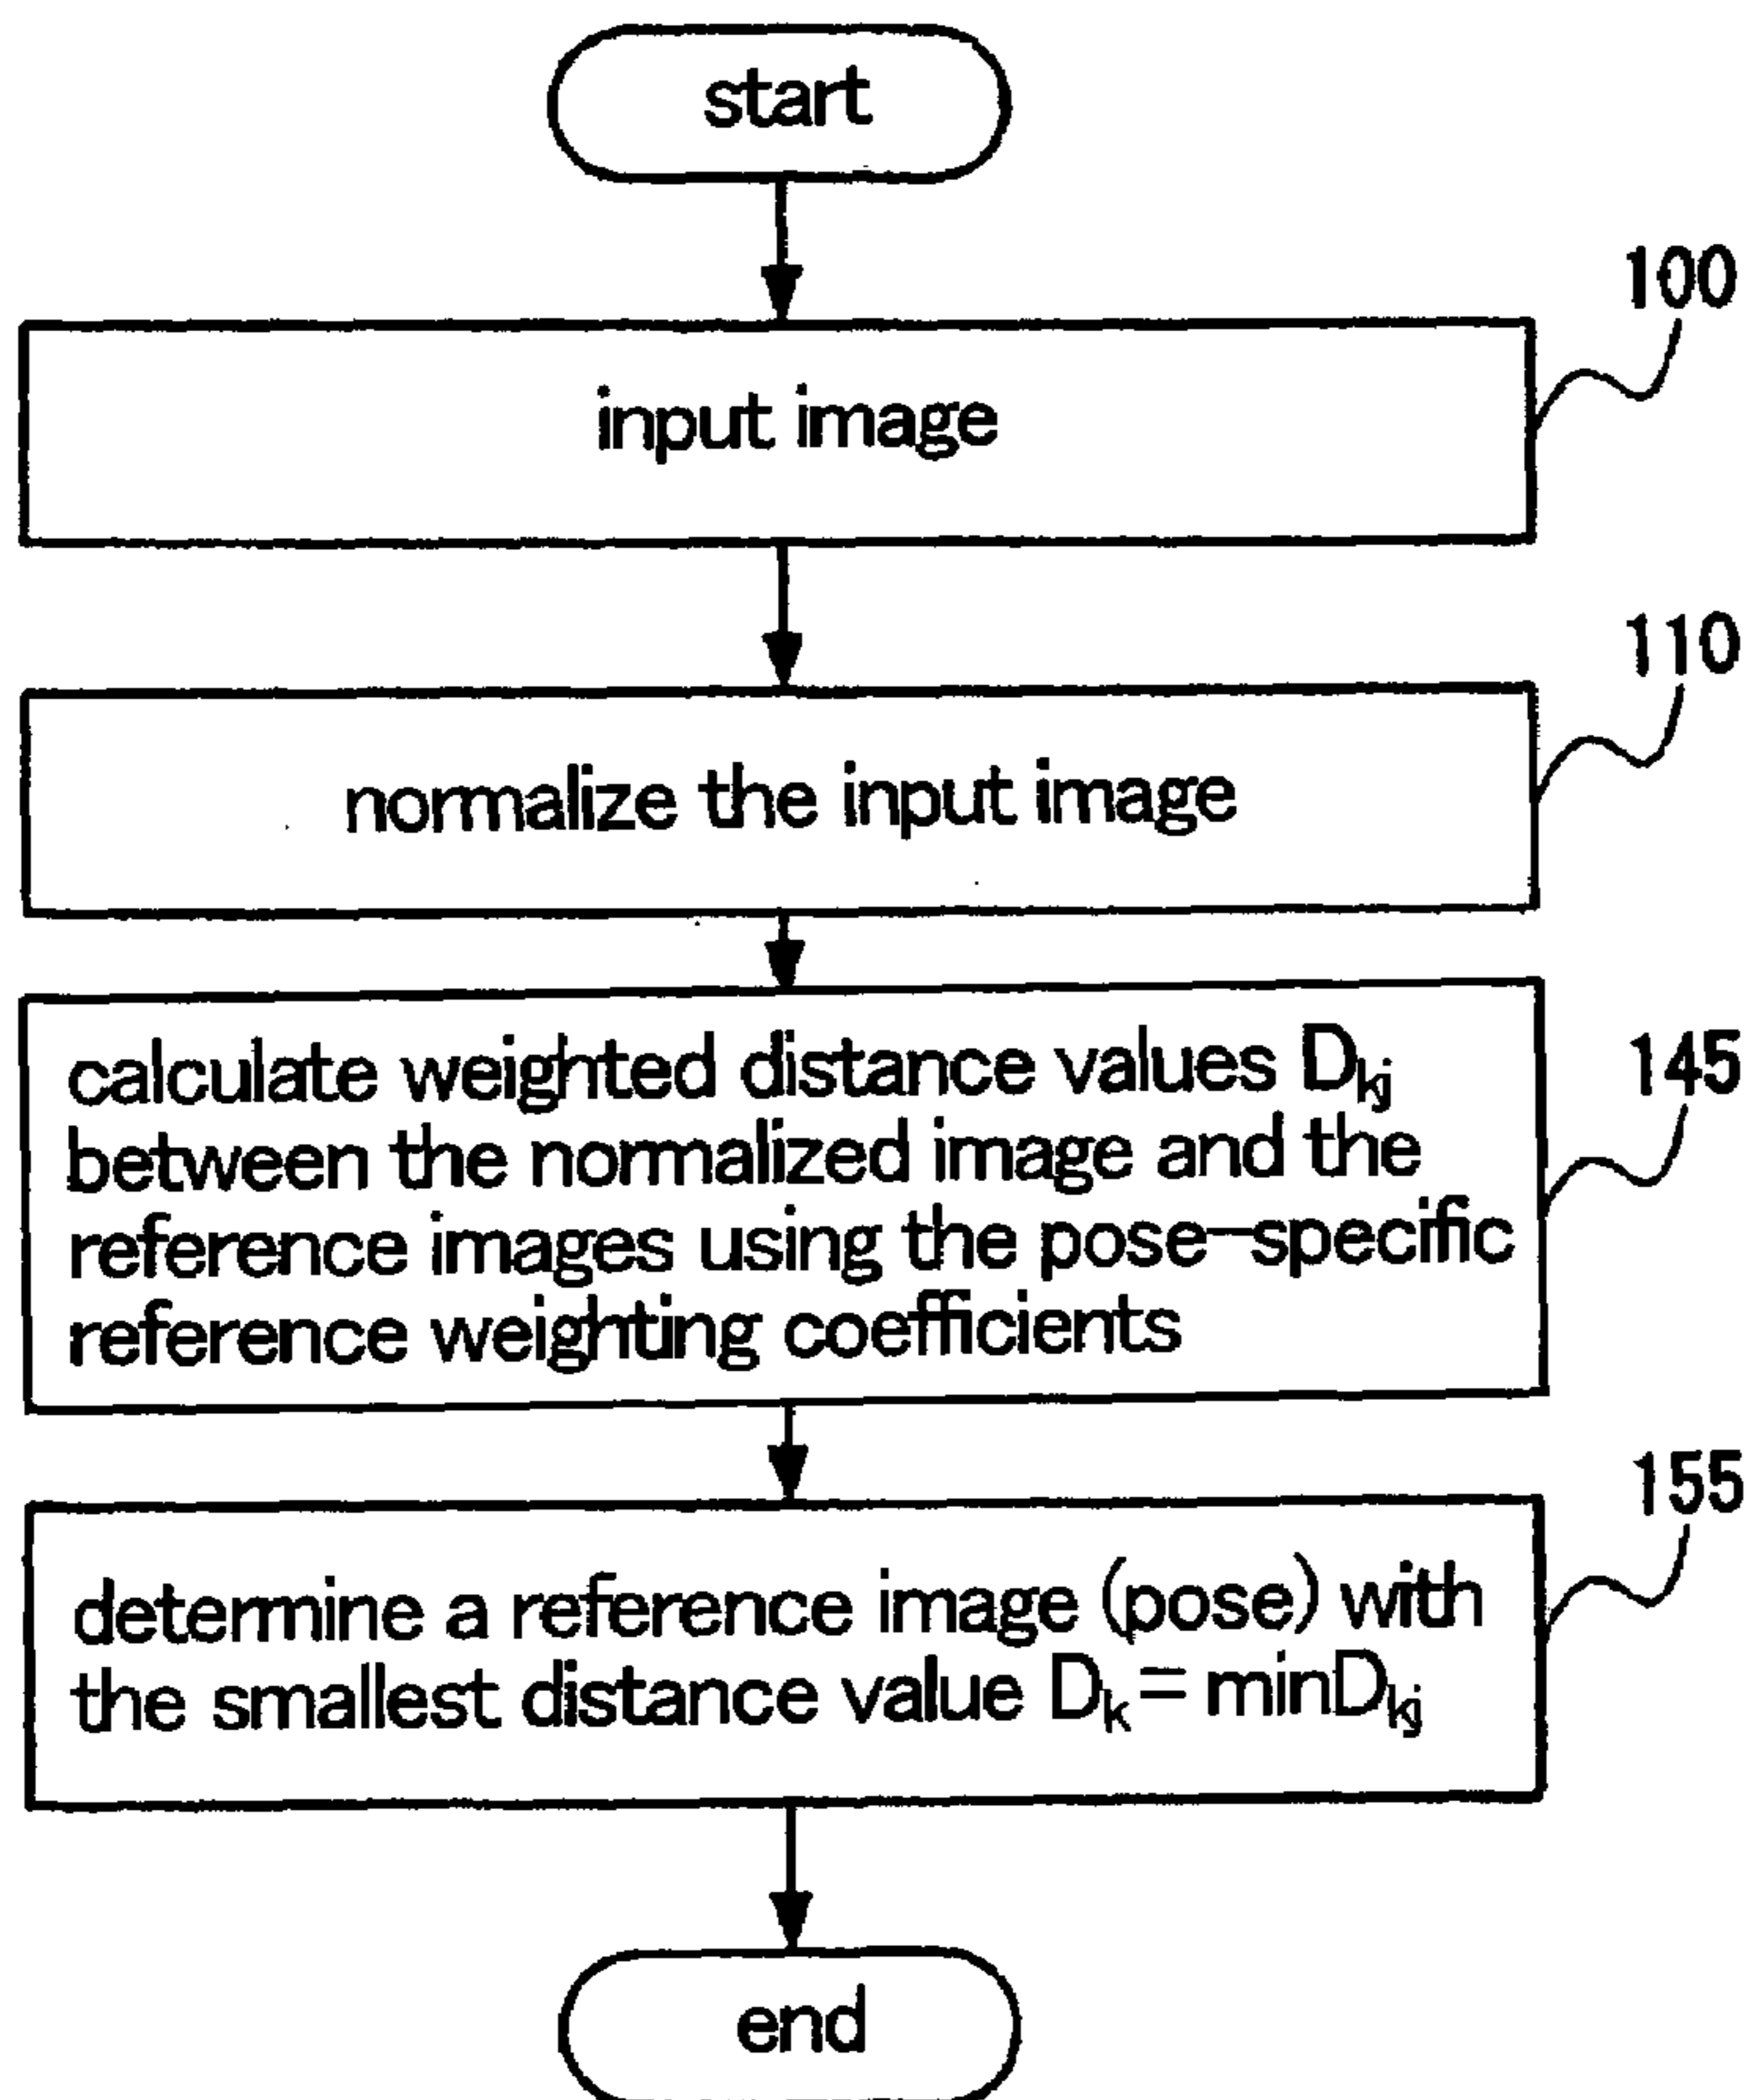 start
100
input image
110
normalize the input image
145
calculate weighted distance values Dkj
between the normalized image and the
reference images using the pose-specific
reference weighting coefficients
155
determine a reference image (pose) with
the smallest distance value Dk = minDkj
end